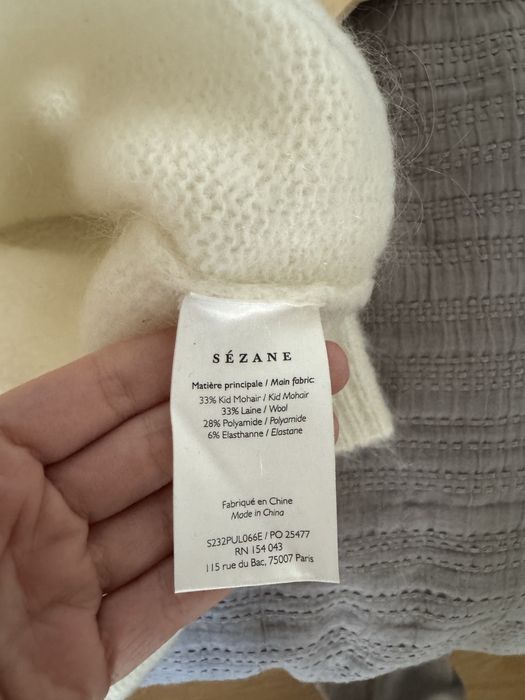 SÉZANE
Matière principale / Main fabric:
33% Kid Mohair / Kid Mohair
33% Laine / Wool
28% Polyamide / Polyamide
6% Elasthanne / Elastane
Fabriqué en Chine
Made in China
S232PUL066E / PO 25477
RN 154 043
115 rue du Bac, 75007 Paris